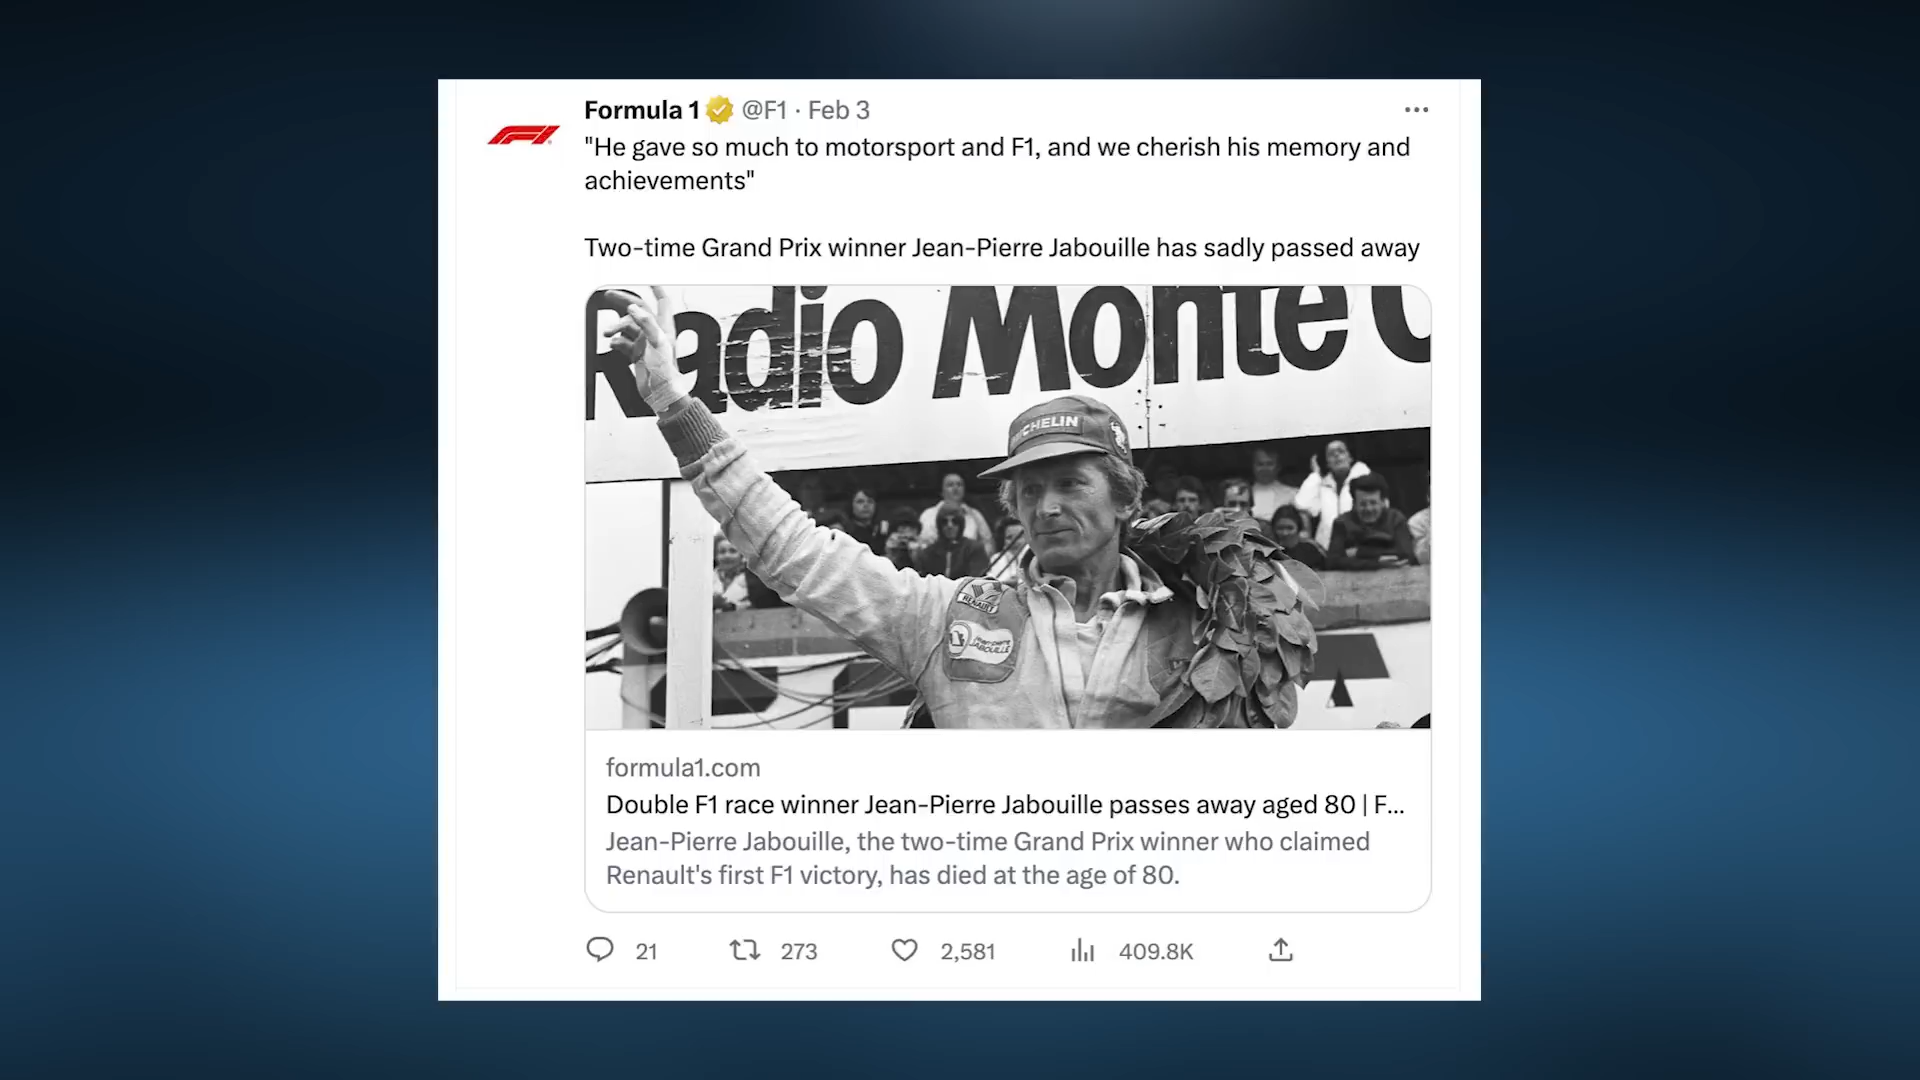 Formula 1 @F1 · Feb 3
"He gave so much to motorsport and F1, and we cherish his memory and
achievements"
Two-time Grand Prix winner Jean-Pierre Jabouille has sadly passed away
Radio Monte C
MICHELIN
RENAULT
Jean-Pierre
JABOUILLE
formula1.com
Double F1 race winner Jean-Pierre Jabouille passes away aged 80 | F...
Jean-Pierre Jabouille, the two-time Grand Prix winner who claimed
Renault's first F1 victory, has died at the age of 80.
21 273 2,581 409.8K